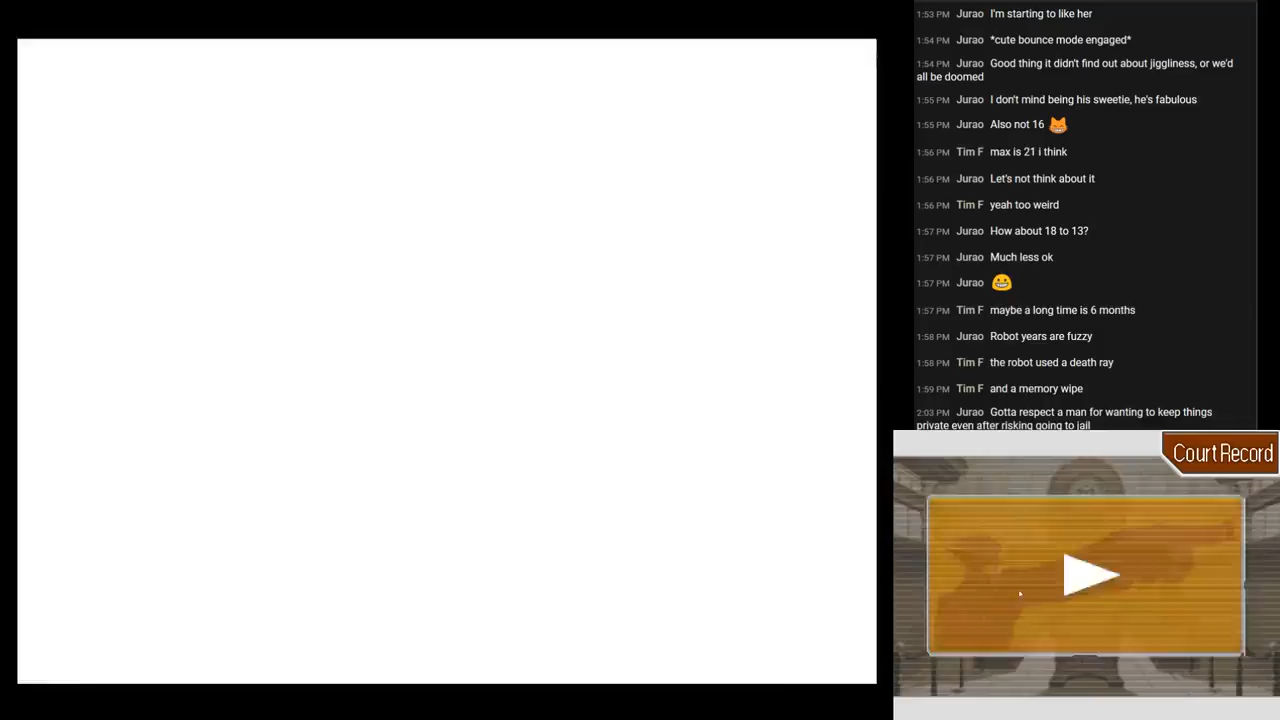 1:53 PM Jurao I'm starting to like her
1:54 PM Jurao *cute bounce mode engaged*
1:54 PM Jurao Good thing it didn't find out about jiggliness, or we'd
all be doomed
1:55 PM Jurao I don't mind being his sweetie, he's fabulous
1:55 PM Jurao Also not 16
1:56 PM Tim F max is 21 i think
1:56 PM Jurao Let's not think about it
1:56 PM Tim F yeah too weird
1:57 PM Jurao How about 18 to 13?
1:57 PM Jurao Much less ok
1:57 PM Jurao
1:57 PM Tim F maybe a long time is 6 months
1:58 PM Jurao Robot years are fuzzy
1:58 PM Tim F the robot used a death ray
1:59 PM Tim F and a memory wipe
2:03 PM Jurao Gotta respect a man for wanting to keep things
private even after risking going to jail
Court Record